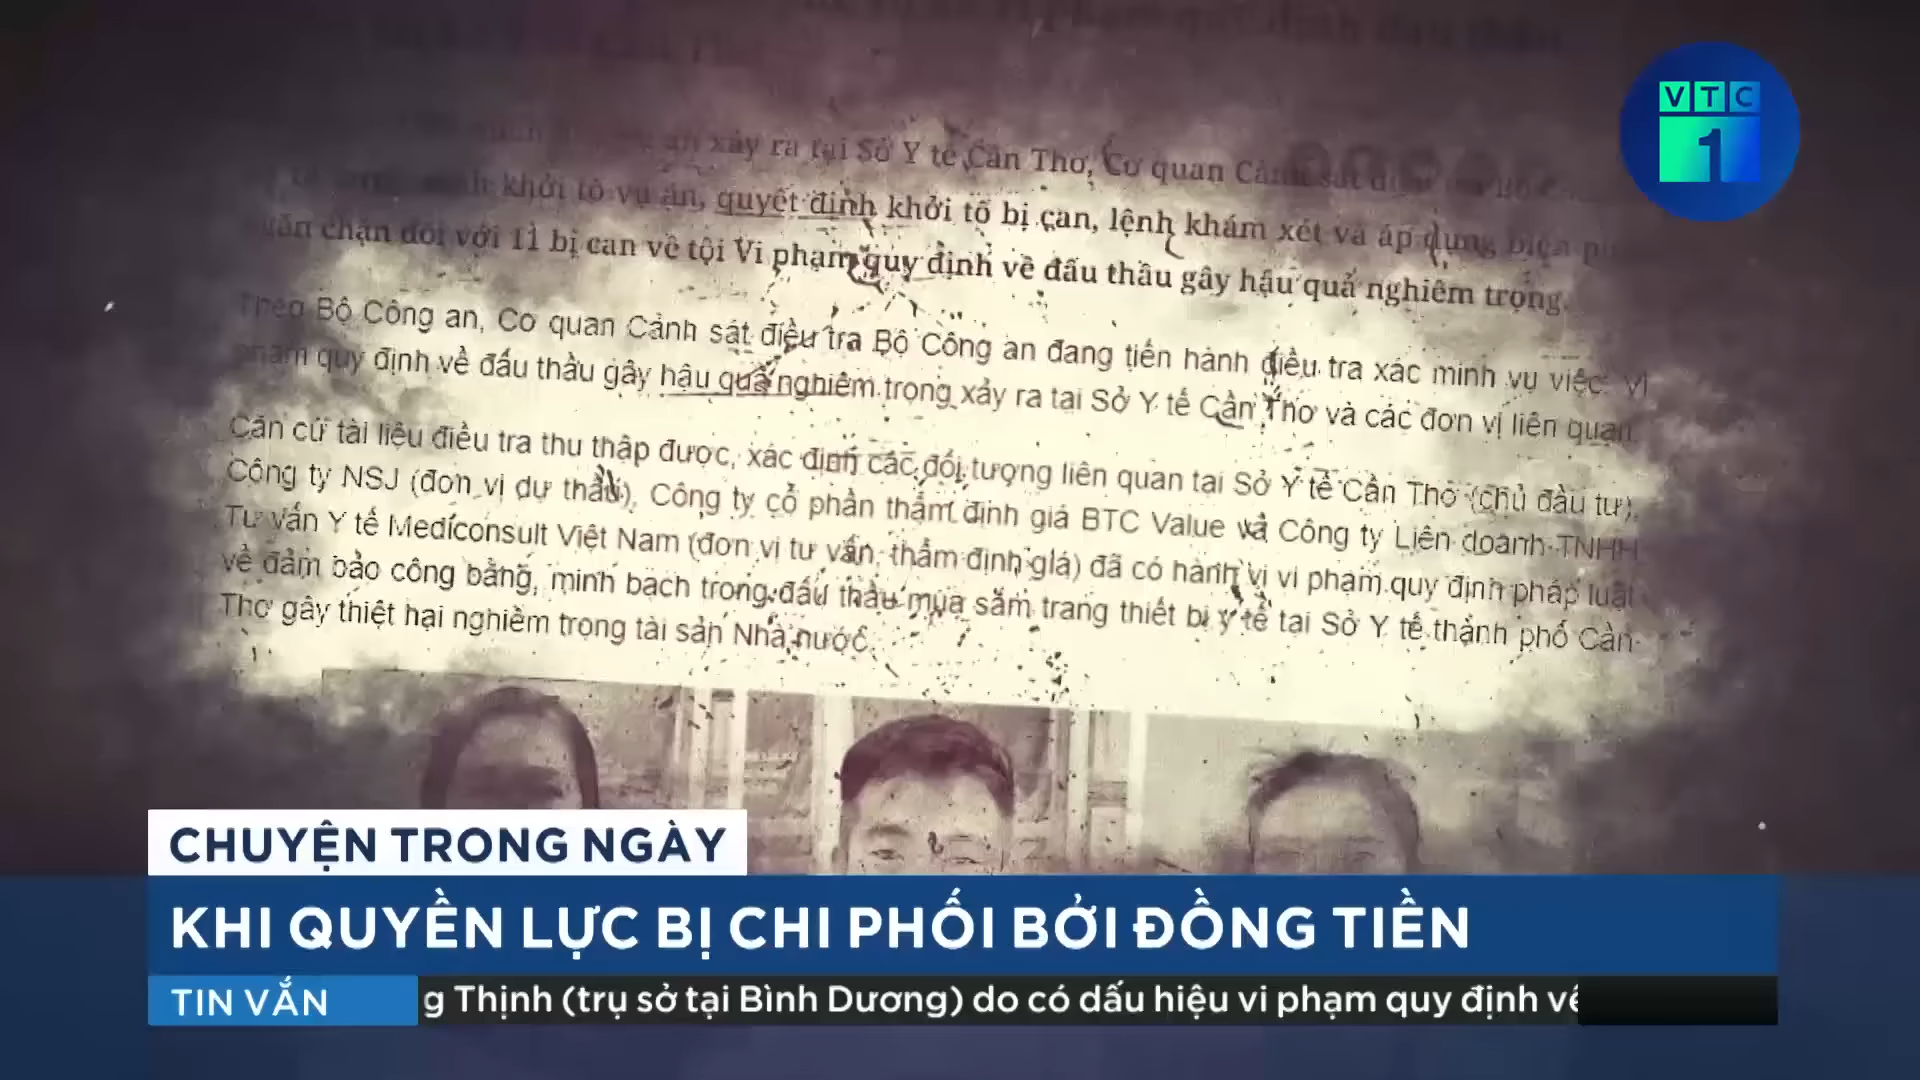 VTC
1
xảy ra tại Sở Y tế Cần Thơ, Cơ quan Cảnh sát
khởi tố vụ án, quyết định khởi tố bị can, lệnh khám xét và áp dụng biện
chặn đối với 11 bị can về tội Vi phạm quy định về đấu thầu gây hậu quả nghiêm trọng.
Theo Bộ Công an, Cơ quan Cảnh sát điều tra Bộ Công an đang tiến hành điều tra xác minh vụ việc Vi
phạm quy định về đấu thầu gây hậu quả nghiêm trọng xảy ra tại Sở Y tế Cần Thơ và các đơn vị liên quan.
Căn cứ tài liệu điều tra thu thập được, xác định các đối tượng liên quan tại Sở Y tế Cần Thơ (chủ đầu tư),
Công ty NSJ (đơn vị dự thầu), Công ty cổ phần thẩm định giá BTC Value và Công ty Liên doanh TNHH
Tư vấn Y tế Mediconsult Việt Nam (đơn vị tư vấn, thẩm định giá) đã có hành vi vi phạm quy định pháp luật
về đảm bảo công bằng, minh bạch trong đấu thầu mua sắm trang thiết bị y tế tại Sở Y tế thành phố Cần
Thơ gây thiệt hại nghiêm trọng tài sản Nhà nước.
CHUYỆN TRONG NGÀY
KHI QUYỀN LỰC BỊ CHI PHỐI BỞI ĐỒNG TIỀN
TIN VẮN
g Thịnh (trụ sở tại Bình Dương) do có dấu hiệu vi phạm quy định về